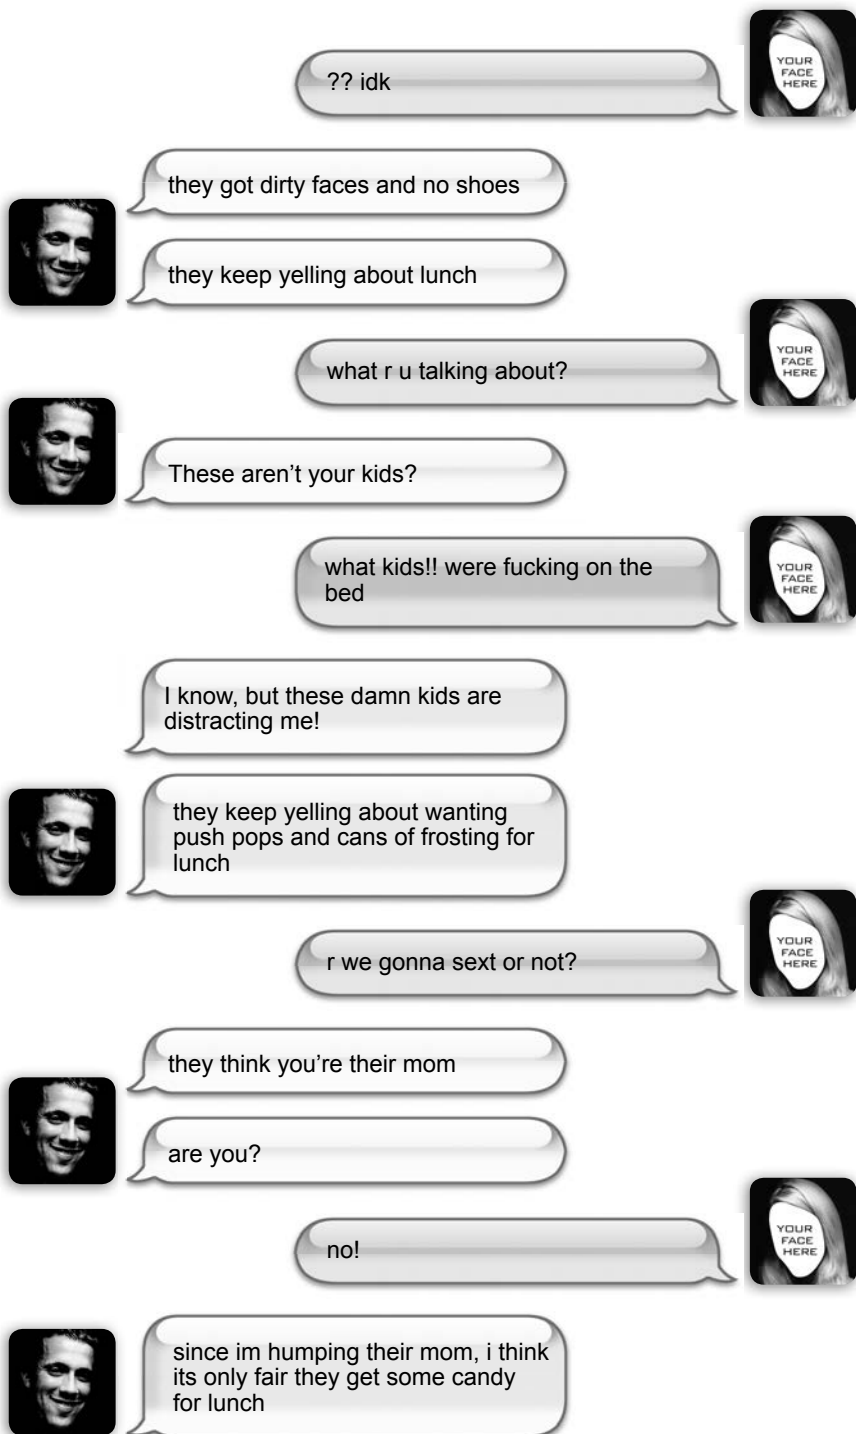 YOUR
FACE
HERE
?? idk
they got dirty faces and no shoes
they keep yelling about lunch
YOUR
FACE
HERE
what r u talking about?
These aren’t your kids?
YOUR
FACE
HERE
what kids!! were fucking on the
bed
I know, but these damn kids are
distracting me!
they keep yelling about wanting
push pops and cans of frosting for
lunch
YOUR
FACE
HERE
r we gonna sext or not?
they think you’re their mom
are you?
YOUR
FACE
HERE
no!
since im humping their mom, i think
its only fair they get some candy
for lunch